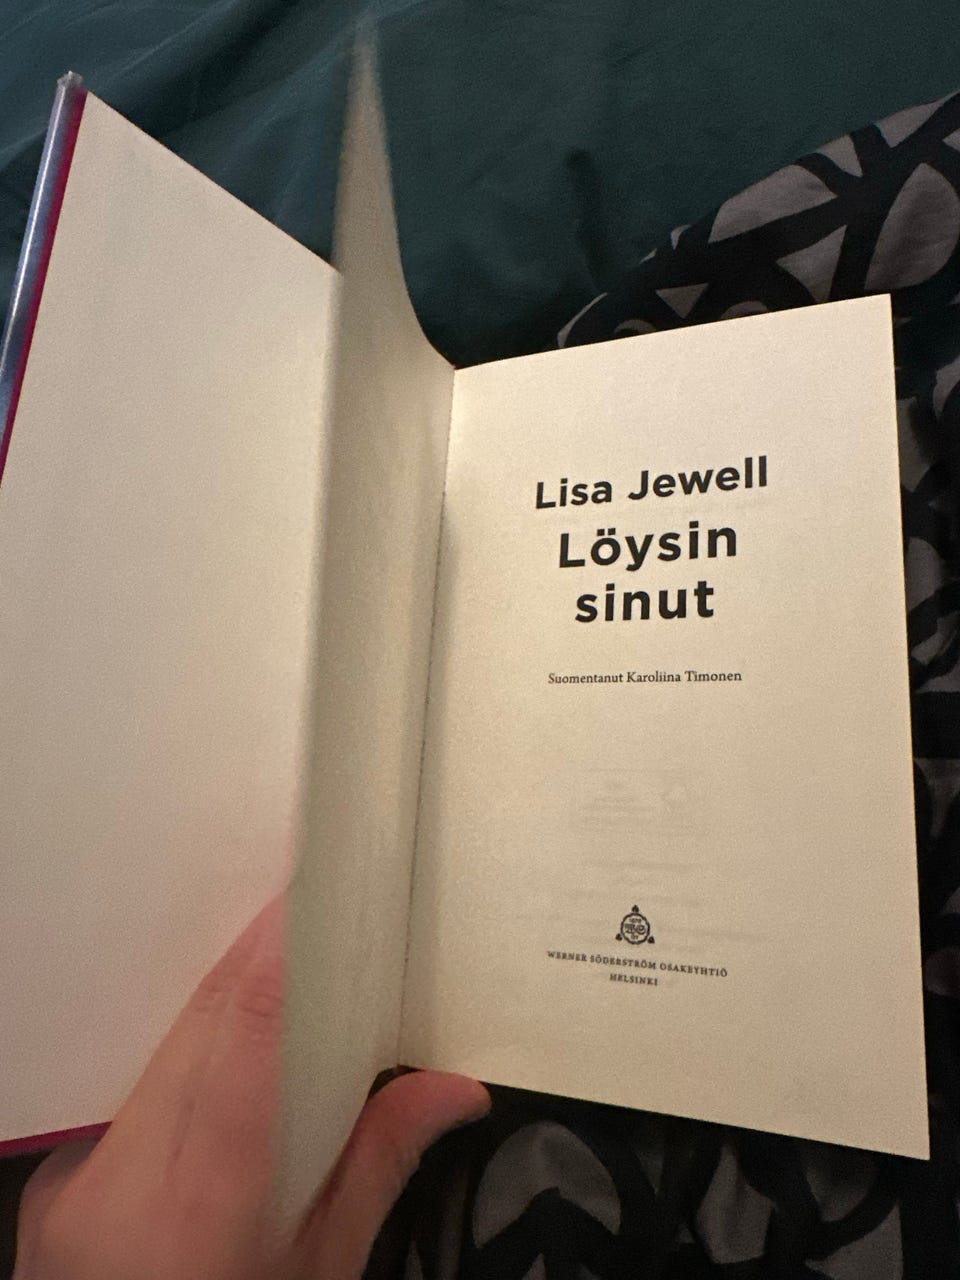 Lisa Jewell
Löysin
sinut
Suomentanut Karoliina Timonen
WERNER SÖDERSTRÖM OSAKEYHTIÖ
HELSINKI